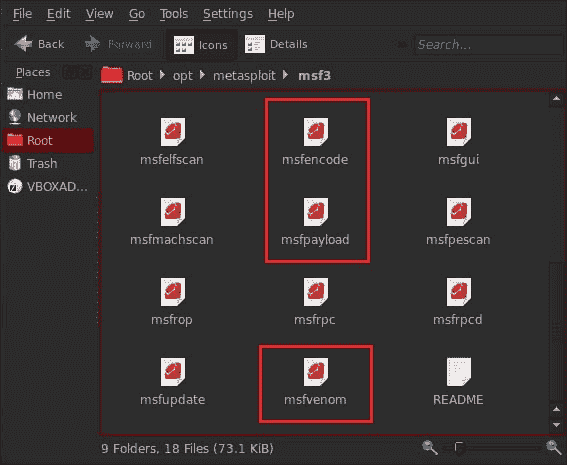 File Edit View Go Tools Settings Help
Back Forward Icons Details Search...
Places Root opt metasploit msf3
Home
Network
Root
Trash
VBOXAD...
msfelfscan msfencode msfgui
msfmachscan msfpayload msfpescan
msfrop msfrpc msfrpcd
msfupdate msfvenom README
9 Folders, 18 Files (73.1 KiB)